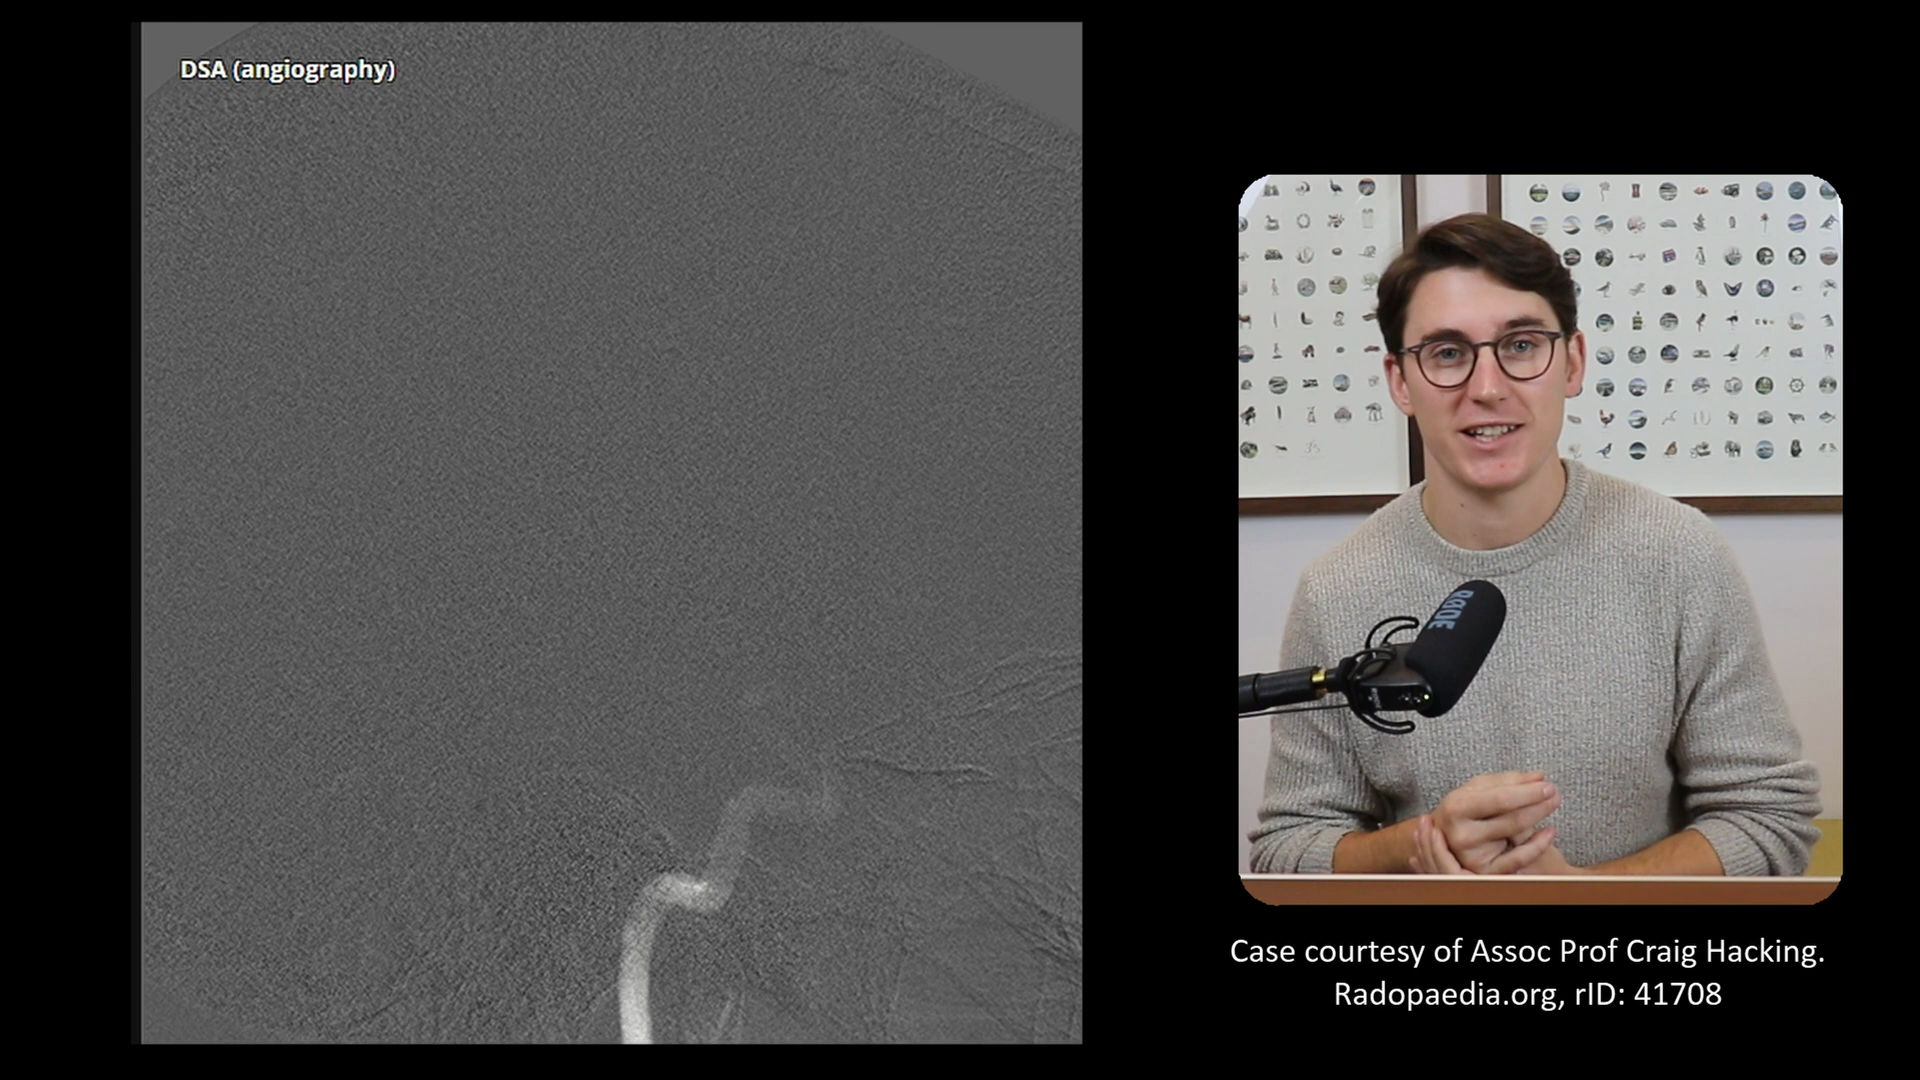 DSA (angiography)
RØDE
Case courtesy of Assoc Prof Craig Hacking.
Radopaedia.org, rID: 41708